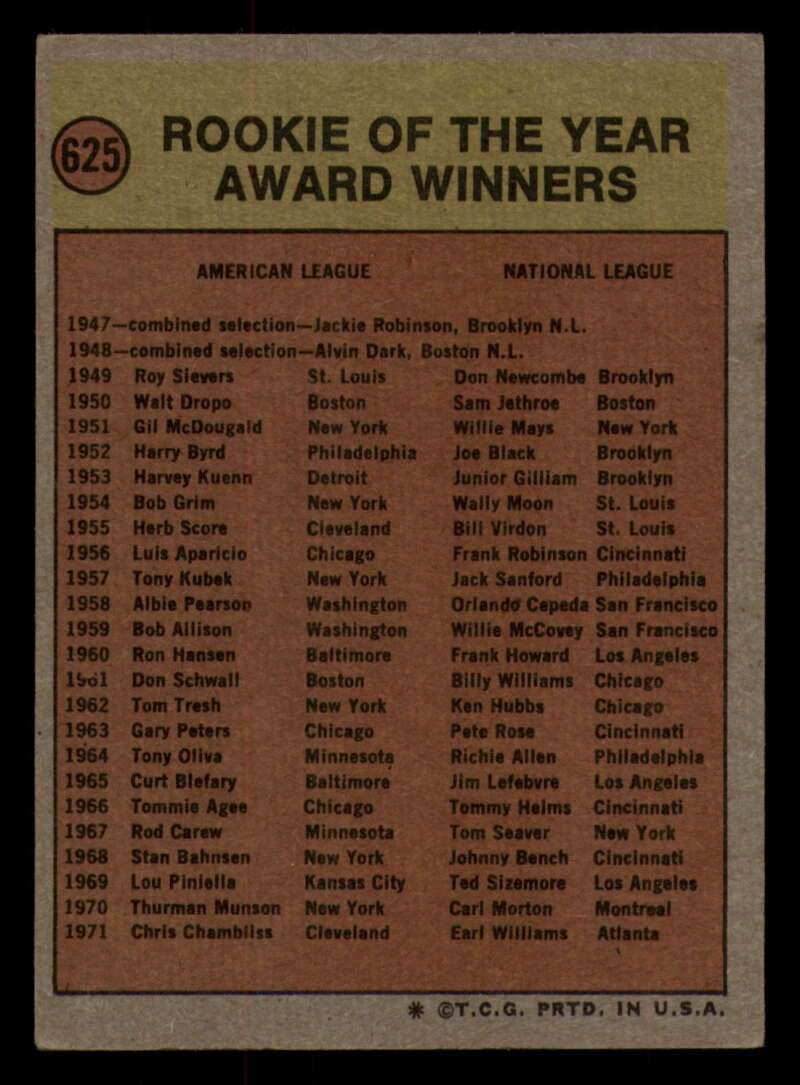 625
ROOKIE OF THE YEAR
AWARD WINNERS
AMERICAN LEAGUE NATIONAL LEAGUE
1947—combined selection—Jackie Robinson, Brooklyn N.L.
1948—combined selection—Alvin Dark, Boston N.L.
1949 Roy Sievers St. Louis Don Newcombe Brooklyn
1950 Walt Dropo Boston Sam Jethroe Boston
1951 Gil McDougald New York Willie Mays New York
1952 Harry Byrd Philadelphia Joe Black Brooklyn
1953 Harvey Kuenn Detroit Junior Gilliam Brooklyn
1954 Bob Grim New York Wally Moon St. Louis
1955 Herb Score Cleveland Bill Virdon St. Louis
1956 Luis Aparicio Chicago Frank Robinson Cincinnati
1957 Tony Kubek New York Jack Sanford Philadelphia
1958 Albie Pearson Washington Orlando Cepeda San Francisco
1959 Bob Allison Washington Willie McCovey San Francisco
1960 Ron Hansen Baltimore Frank Howard Los Angeles
1961 Don Schwall Boston Billy Williams Chicago
1962 Tom Tresh New York Ken Hubbs Chicago
1963 Gary Peters Chicago Pete Rose Cincinnati
1964 Tony Oliva Minnesota Richie Allen Philadelphia
1965 Curt Blefary Baltimore Jim Lefebvre Los Angeles
1966 Tommie Agee Chicago Tommy Helms Cincinnati
1967 Rod Carew Minnesota Tom Seaver New York
1968 Stan Bahnsen New York Johnny Bench Cincinnati
1969 Lou Piniella Kansas City Ted Sizemore Los Angeles
1970 Thurman Munson New York Carl Morton Montreal
1971 Chris Chambliss Cleveland Earl Williams Atlanta
* ©T.C.G. PRTD. IN U.S.A.